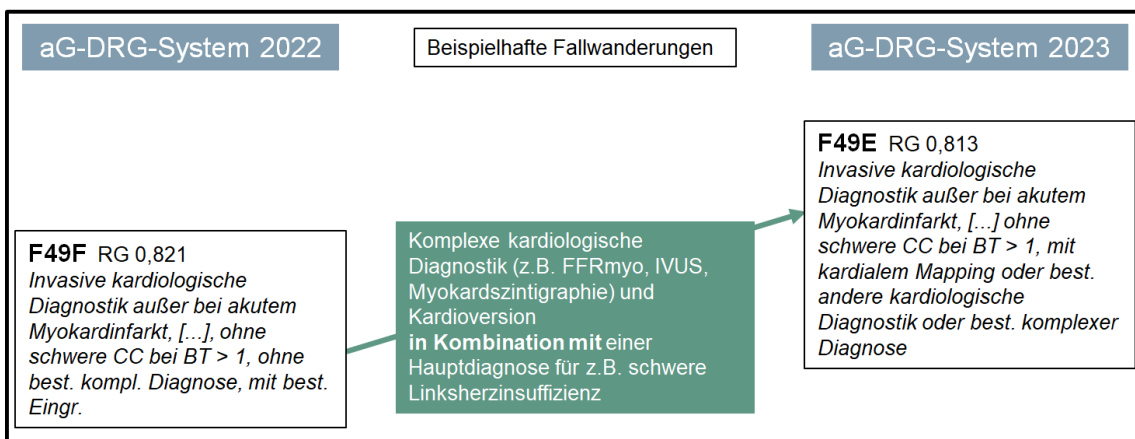 aG-DRG-System 2022
Beispielhafte Fallwanderungen
aG-DRG-System 2023
F49F RG 0,821
Invasive kardiologische
Diagnostik außer bei akutem
Myokardinfarkt, [...], ohne
schwere CC bei BT > 1, ohne
best. kompl. Diagnose, mit best.
Eingr.
Komplexe kardiologische
Diagnostik (z.B. FFRmyo, IVUS,
Myokardszintigraphie) und
Kardioversion
in Kombination mit einer
Hauptdiagnose für z.B. schwere
Linksherzinsuffizienz
F49E RG 0,813
Invasive kardiologische
Diagnostik außer bei akutem
Myokardinfarkt, [...] ohne
schwere CC bei BT > 1, mit
kardialem Mapping oder best.
andere kardiologische
Diagnostik oder best. komplexer
Diagnose